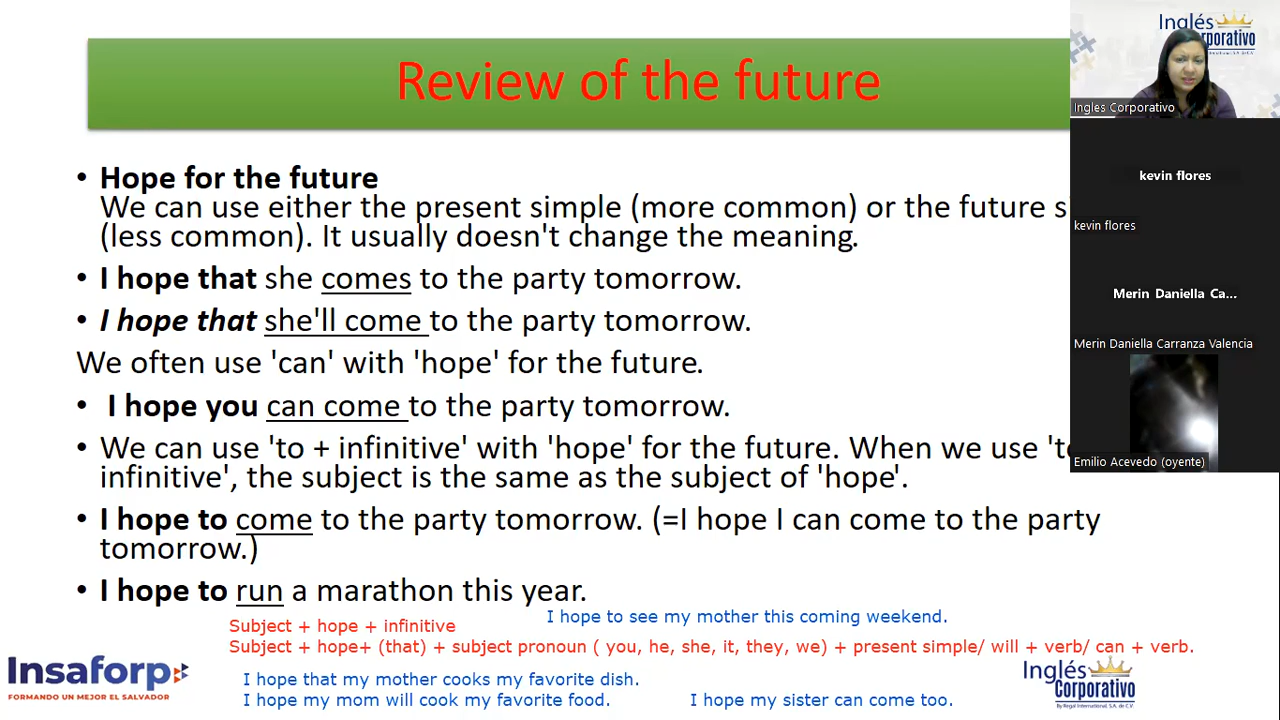 Review of the future
Inglés
Corporativo
Ingles Corporativo
kevin flores
kevin flores
Merin Daniella Ca...
Merin Daniella Carranza Valencia
Emilio Acevedo (oyente)
• Hope for the future
We can use either the present simple (more common) or the future s
(less common). It usually doesn't change the meaning.
• I hope that she comes to the party tomorrow.
• I hope that she'll come to the party tomorrow.
We often use 'can' with 'hope' for the future.
• I hope you can come to the party tomorrow.
• We can use 'to + infinitive' with 'hope' for the future. When we use 'to
infinitive', the subject is the same as the subject of 'hope'.
• I hope to come to the party tomorrow. (=I hope I can come to the party
tomorrow.)
• I hope to run a marathon this year.
I hope to see my mother this coming weekend.
Subject + hope + infinitive
Subject + hope+ (that) + subject pronoun ( you, he, she, it, they, we) + present simple/ will + verb/ can + verb.
I hope that my mother cooks my favorite dish.
I hope my mom will cook my favorite food.
I hope my sister can come too.
Insaforp
FORMANDO UN MEJOR EL SALVADOR
Inglés
Corporativo
By Regal International, S.A. de C.V.